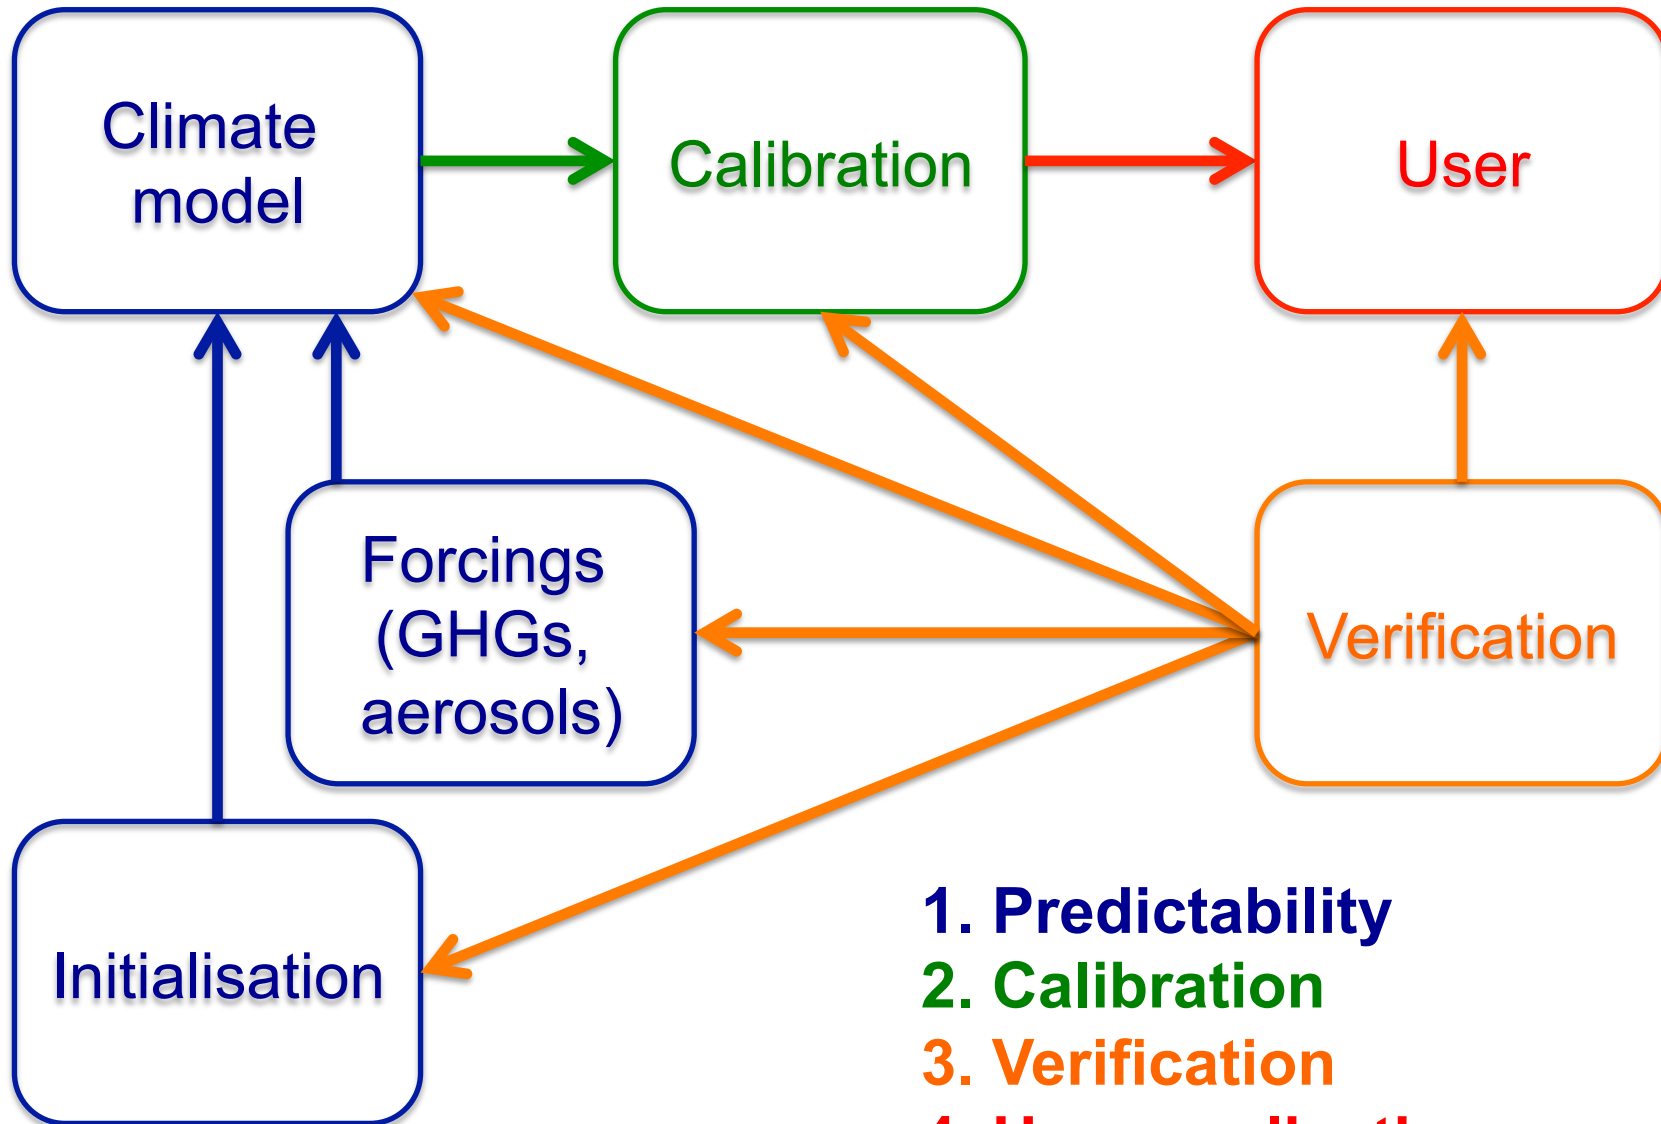 Climate
model
Calibration
User
Forcings
(GHGs,
aerosols)
Verification
Initialisation
1. Predictability
2. Calibration
3. Verification